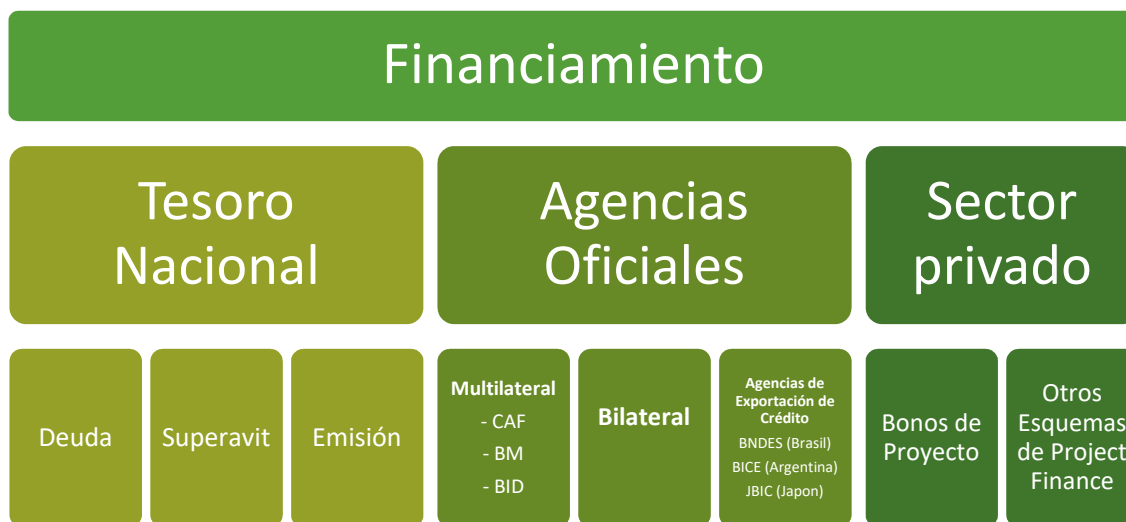 Financiamiento
Tesoro
Nacional
Agencias
Oficiales
Sector
privado
Deuda
Superavit
Emisión
Multilateral
- CAF
- BM
- BID
Bilateral
Agencias de
Exportación de
Crédito
BNDES (Brasil)
BICE (Argentina)
JBIC (Japon)
Bonos de
Proyecto
Otros
Esquemas
de Project
Finance